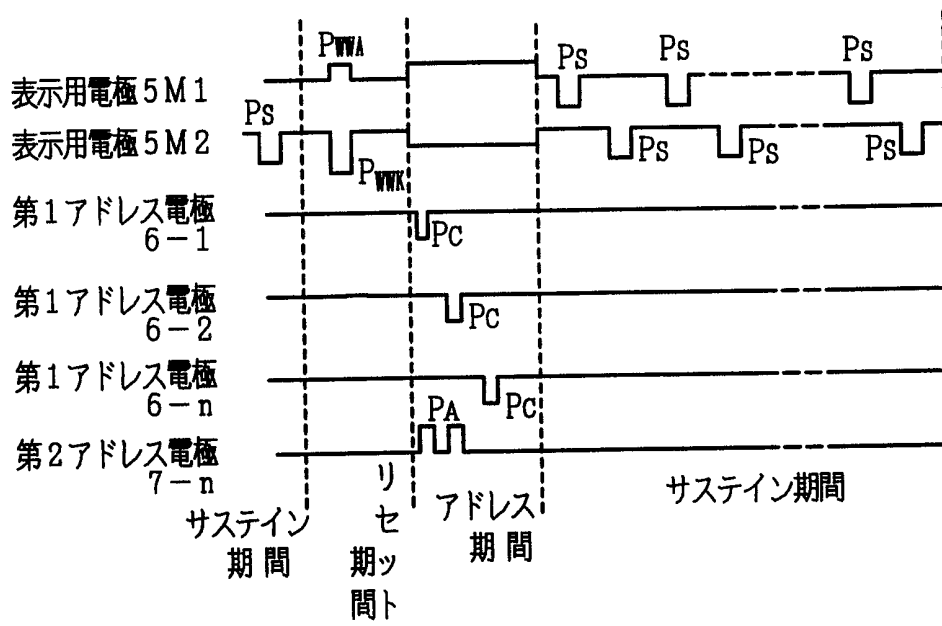 PWWA
PS PS PS
表示用電極5M1
PS
表示用電極5M2
PS PS PS
PWWK
第1アドレス電極
6-1
PC
第1アドレス電極
6-2
PC
第1アドレス電極
6-n
PC
PA
第2アドレス電極
7-n
サステイン
期間
リセット
期間
アドレス
期間
サステイン期間